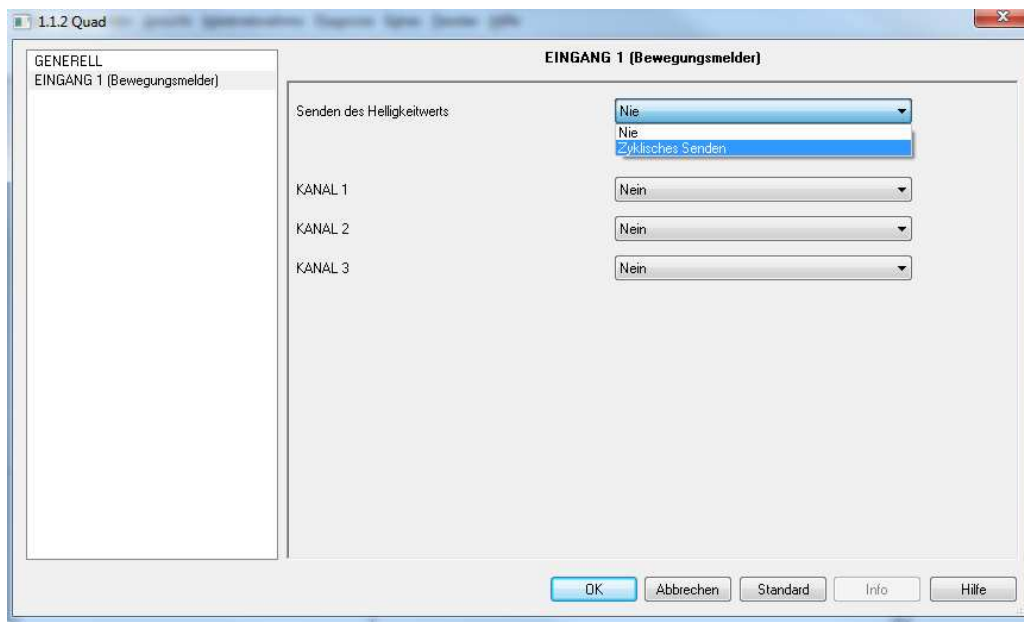 1.1.2 Quad
GENERELL
EINGANG 1 (Bewegungsmelder)
EINGANG 1 (Bewegungsmelder)
Senden des Helligkeitwerts
Nie
Nie
Zyklisches Senden
KANAL 1
Nein
KANAL 2
Nein
KANAL 3
Nein
OK
Abbrechen
Standard
Info
Hilfe